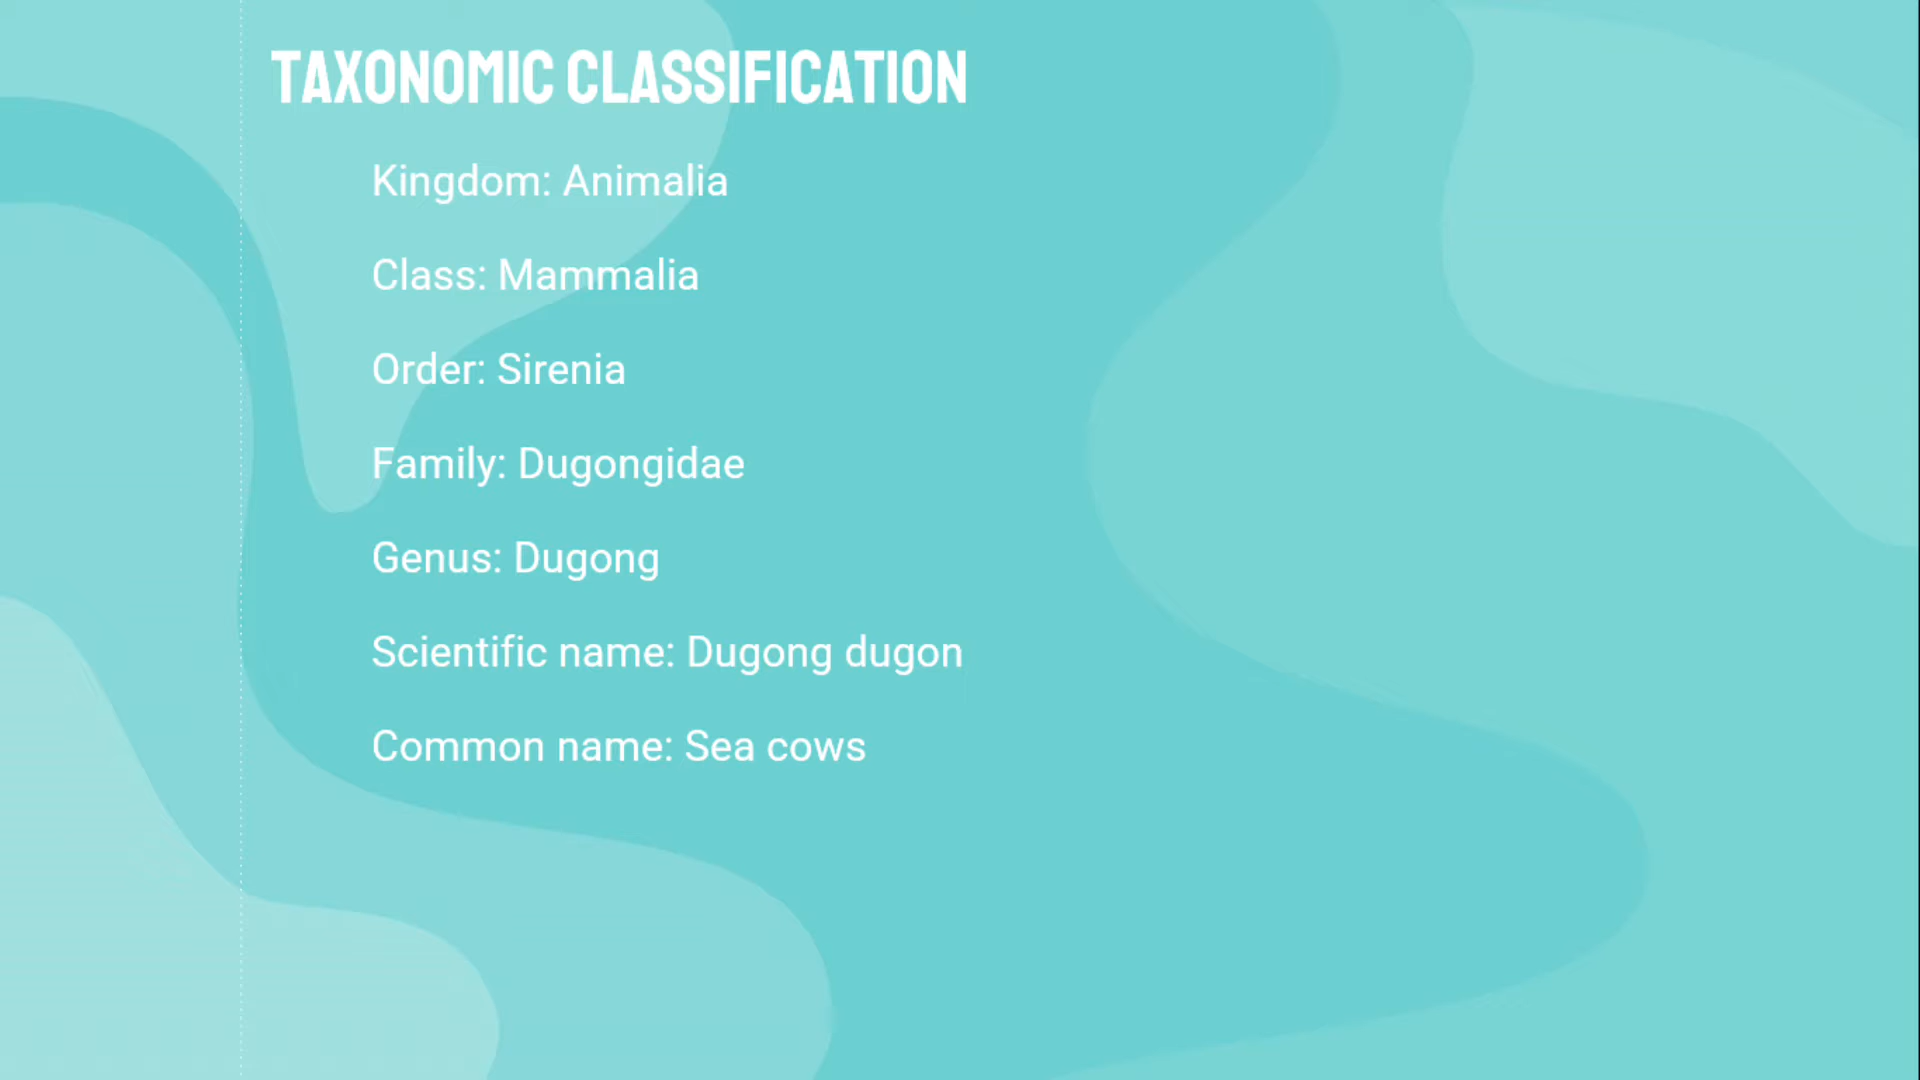 TAXONOMIC CLASSIFICATION
Kingdom: Animalia
Class: Mammalia
Order: Sirenia
Family: Dugongidae
Genus: Dugong
Scientific name: Dugong dugon
Common name: Sea cows